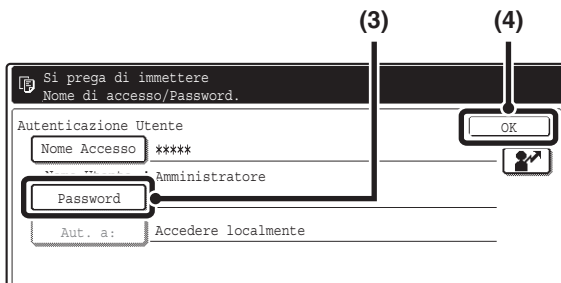 (3) (4)
Si prega di immettere
Nome di accesso/Password.
Autenticazione Utente
OK
Nome Accesso *****
Amministratore
Password
Aut. a: Accedere localmente